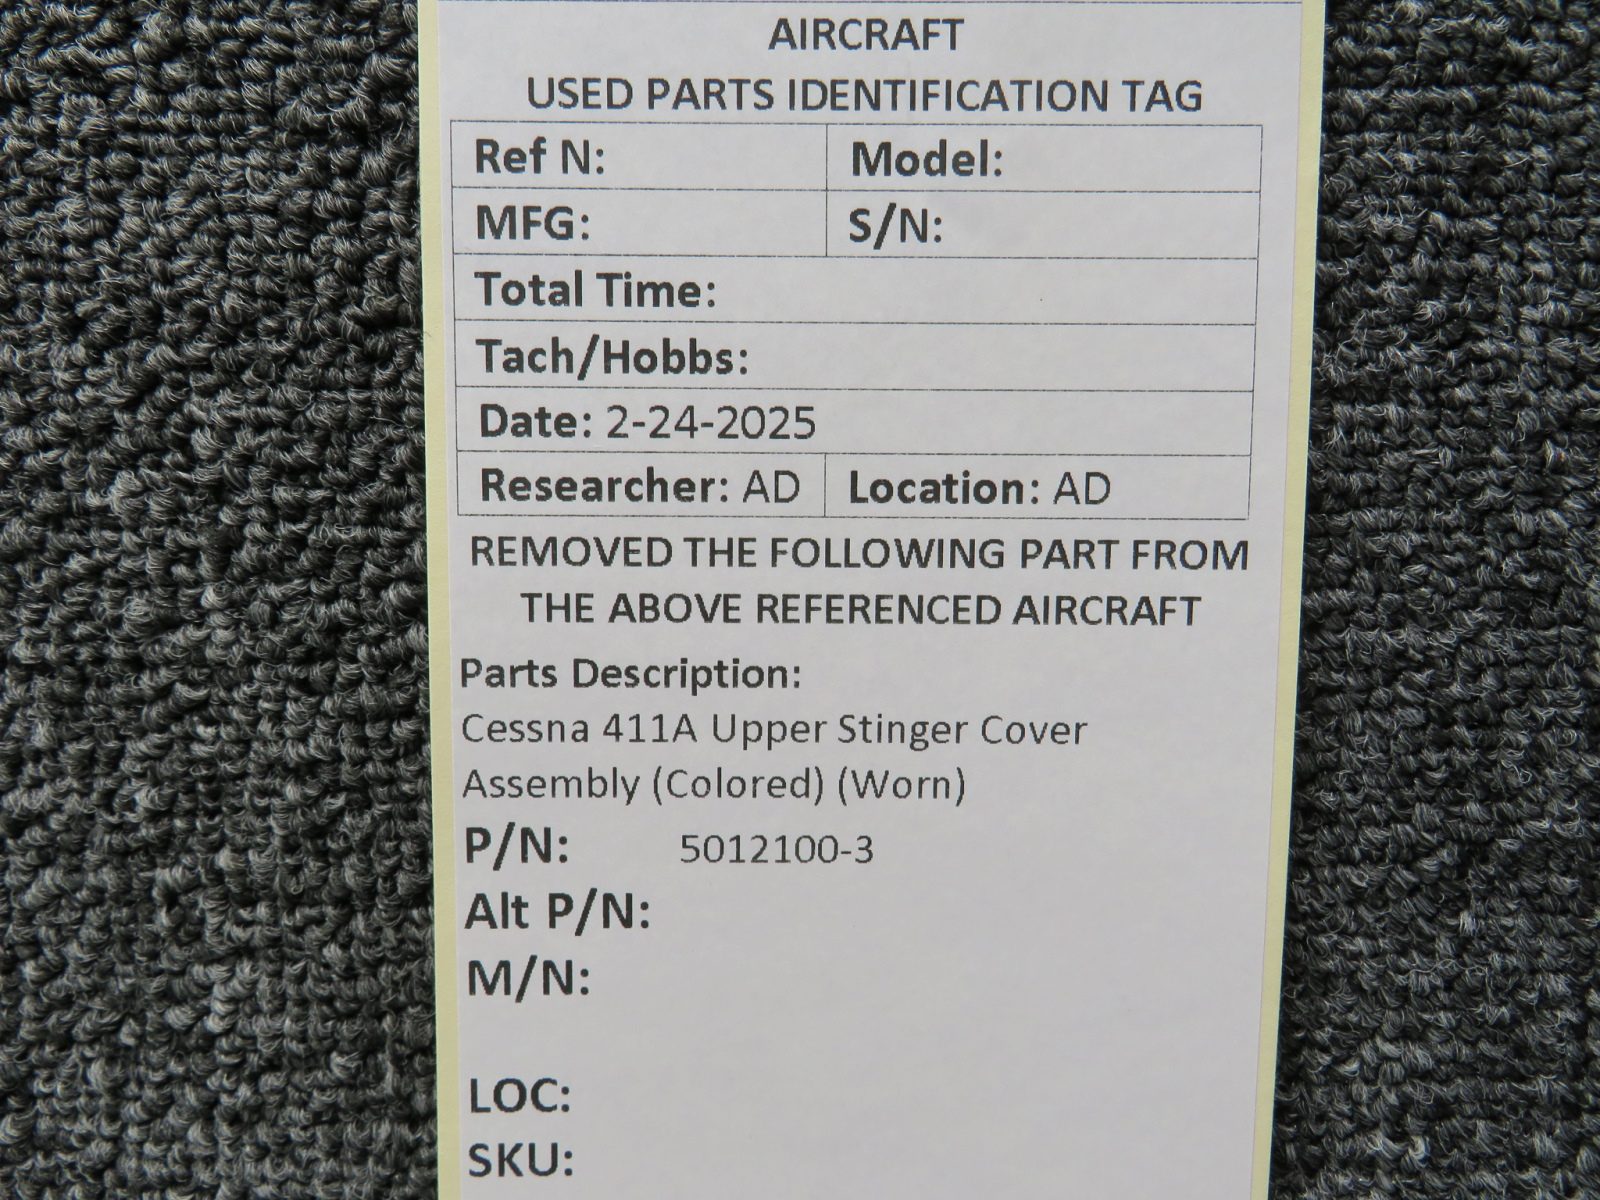 AIRCRAFT
USED PARTS IDENTIFICATION TAG
Ref N: Model:
MFG: S/N:
Total Time:
Tach/Hobbs:
Date: 2-24-2025
Researcher: AD Location: AD
REMOVED THE FOLLOWING PART FROM
THE ABOVE REFERENCED AIRCRAFT
Parts Description:
Cessna 411A Upper Stinger Cover
Assembly (Colored) (Worn)
P/N: 5012100-3
Alt P/N:
M/N:
LOC:
SKU: